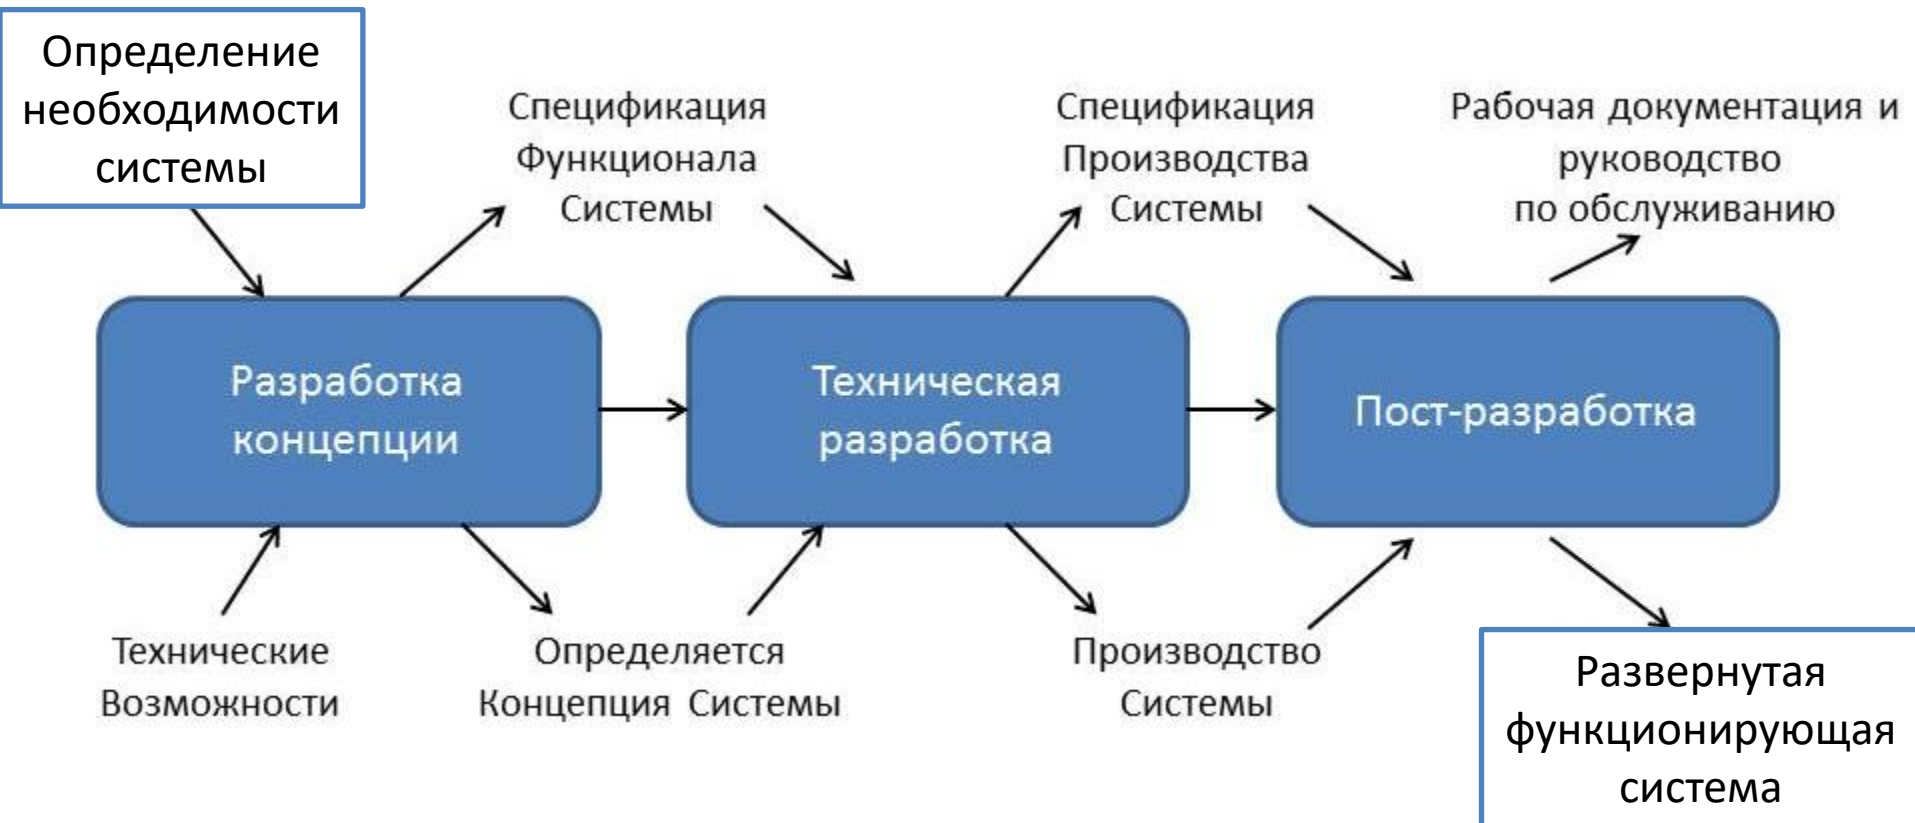 Определение
необходимости
системы
Спецификация
Функционала
Системы
Спецификация
Производства
Системы
Рабочая документация и
руководство
по обслуживанию
Разработка
концепции
Техническая
разработка
Пост-разработка
Технические
Возможности
Определяется
Концепция Системы
Производство
Системы
Развернутая
функционирующая
система